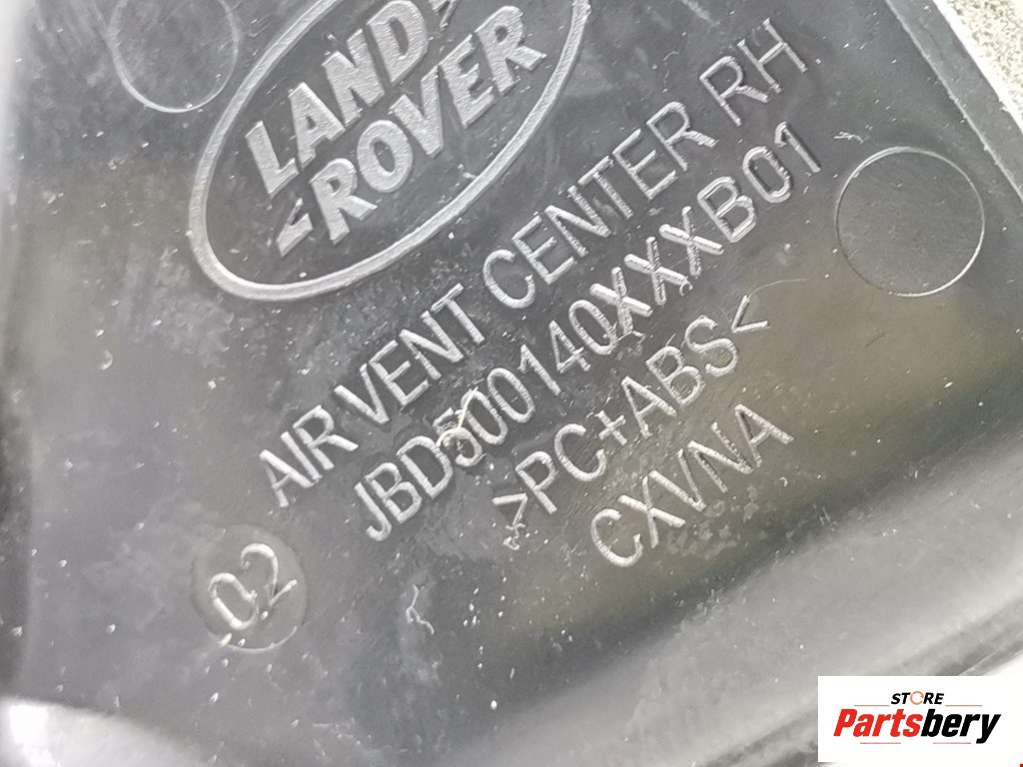 LAND
ROVER
AIR VENT CENTER RH
JBD500140XXXB01
>PC+ABS<
CXVNA
02
STORE
Partsbery